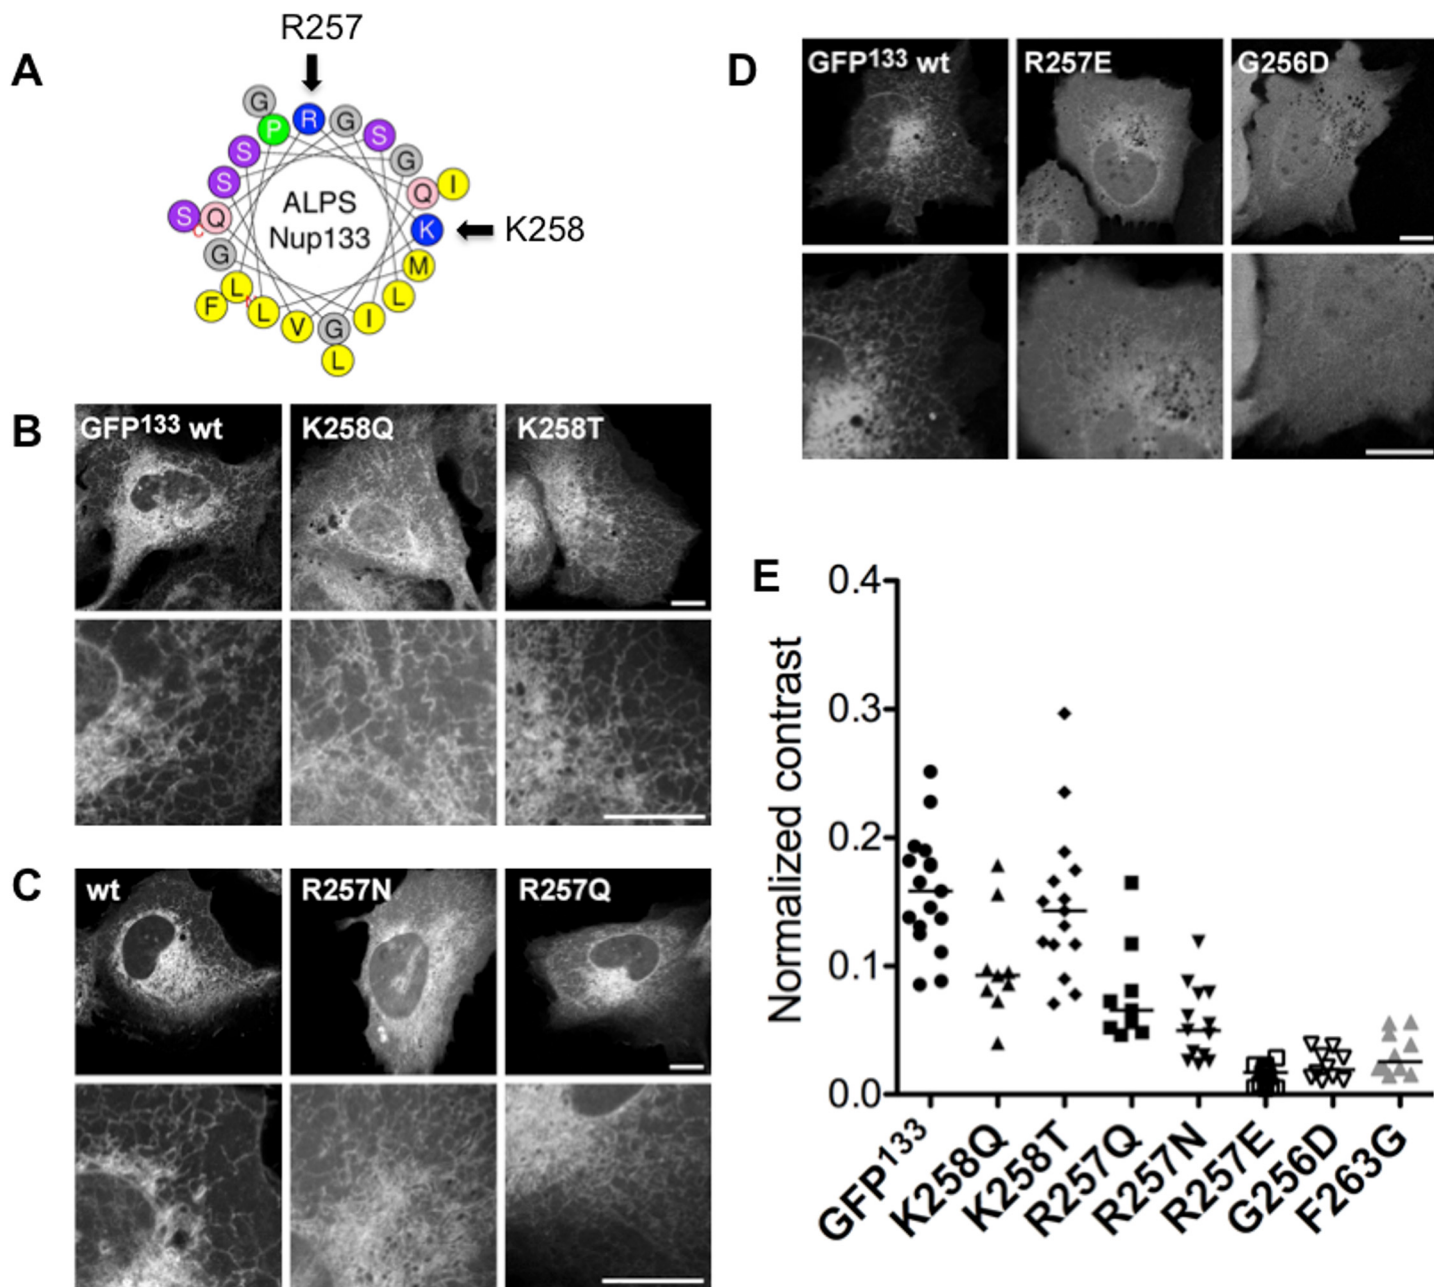 A
R257
G
P
R
G
S
S
G
S
Q
I
S
Q
C
ALPS
Nup133
K
K258
G
M
L
L
F
L
V
G
I
L
B
GFP133 wt
K258Q
K258T
C
wt
R257N
R257Q
D
GFP133 wt
R257E
G256D
E
Normalized contrast
0.4
0.3
0.2
0.1
0.0
GFP133
K258Q
K258T
R257Q
R257N
R257E
G256D
F263G